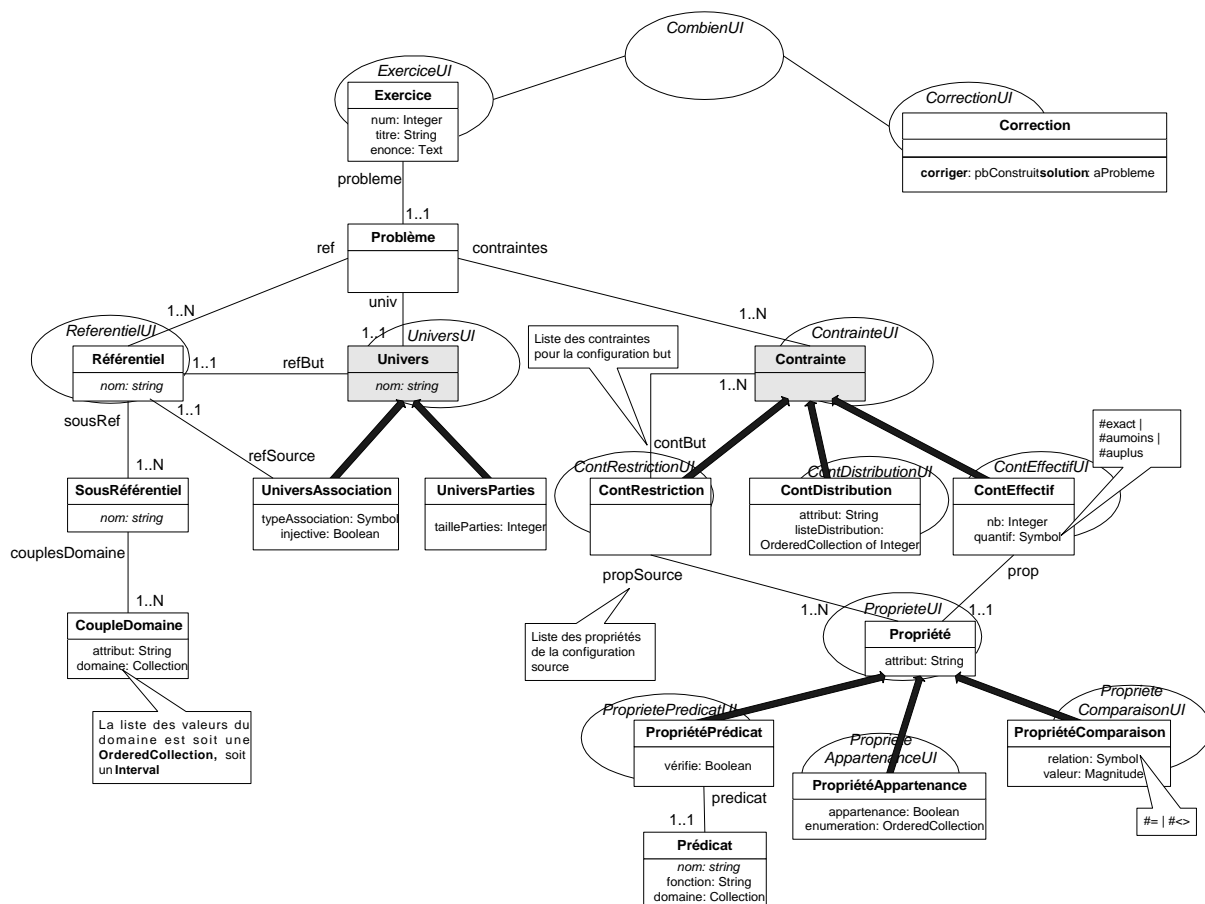 CombienUI
ExerciceUI
Exercice
num: Integer
titre: String
enonce: Text
CorrectionUI
Correction
corriger: pbConstruitsolution: aProbleme
probleme
1..1
Problème
ref
contraintes
univ
1..N
1..1
1..N
ReferentielUI
Référentiel
nom: string
1..1
refBut
UniversUI
Univers
nom: string
Liste des contraintes
pour la configuration but
ContrainteUI
Contrainte
1..N
sousRef
1..1
refSource
contBut
#exact |
#aumoins |
#auplus
1..N
SousRéférentiel
nom: string
UniversAssociation
typeAssociation: Symbol
injective: Boolean
UniversParties
tailleParties: Integer
ContRestrictionUI
ContRestriction
ContDistributionUI
ContDistribution
attribut: String
listeDistribution:
OrderedCollection of Integer
ContEffectifUI
ContEffectif
nb: Integer
quantif: Symbol
couplesDomaine
propSource
prop
1..N
CoupleDomaine
attribut: String
domaine: Collection
Liste des propriétés
de la configuration
source
1..N
1..1
ProprieteUI
Propriété
attribut: String
La liste des valeurs du
domaine est soit une
OrderedCollection, soit
un Interval
ProprietePredicatUI
PropriétéPrédicat
vérifie: Boolean
Propriete
AppartenanceUI
PropriétéAppartenance
appartenance: Boolean
enumeration: OrderedCollection
Propriete
ComparaisonUI
PropriétéComparaison
relation: Symbol
valeur: Magnitude
predicat
1..1
#= | #<>
Prédicat
nom: string
fonction: String
domaine: Collection